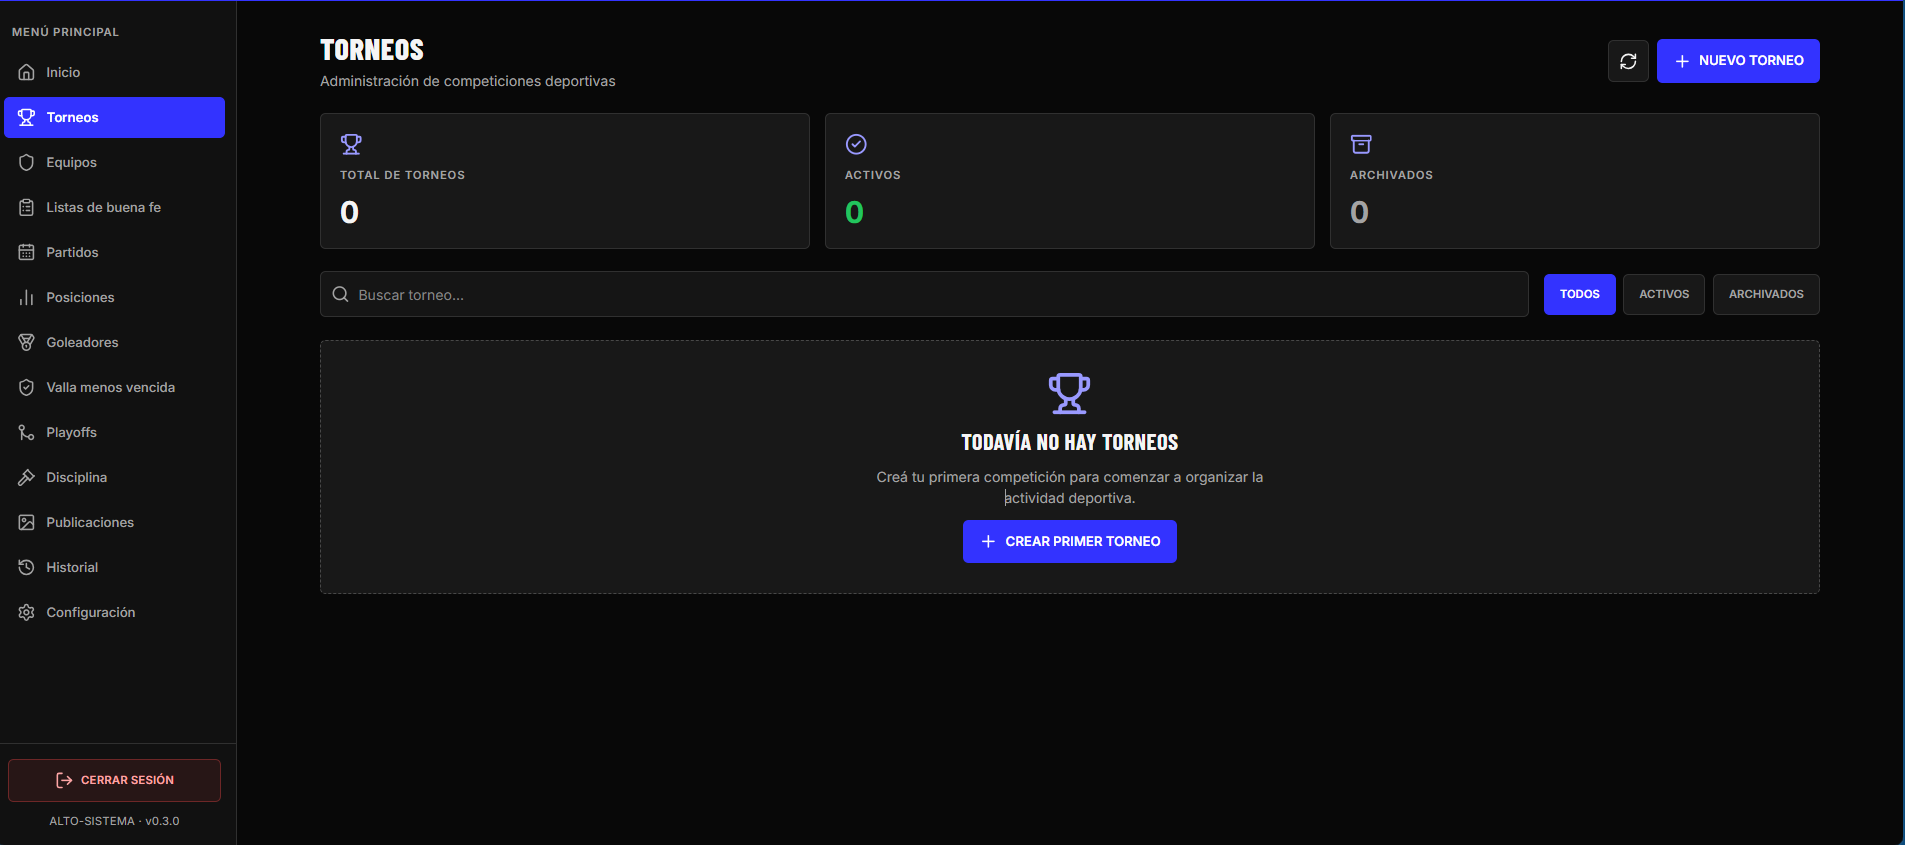 MENÚ PRINCIPAL
Inicio
Torneos
Equipos
Listas de buena fe
Partidos
Posiciones
Goleadores
Valla menos vencida
Playoffs
Disciplina
Publicaciones
Historial
Configuración
CERRAR SESIÓN
ALTO-SISTEMA · v0.3.0
TORNEOS
Administración de competiciones deportivas
NUEVO TORNEO
TOTAL DE TORNEOS
0
ACTIVOS
0
ARCHIVADOS
0
Buscar torneo...
TODOS
ACTIVOS
ARCHIVADOS
TODAVÍA NO HAY TORNEOS
Creá tu primera competición para comenzar a organizar la
actividad deportiva.
CREAR PRIMER TORNEO